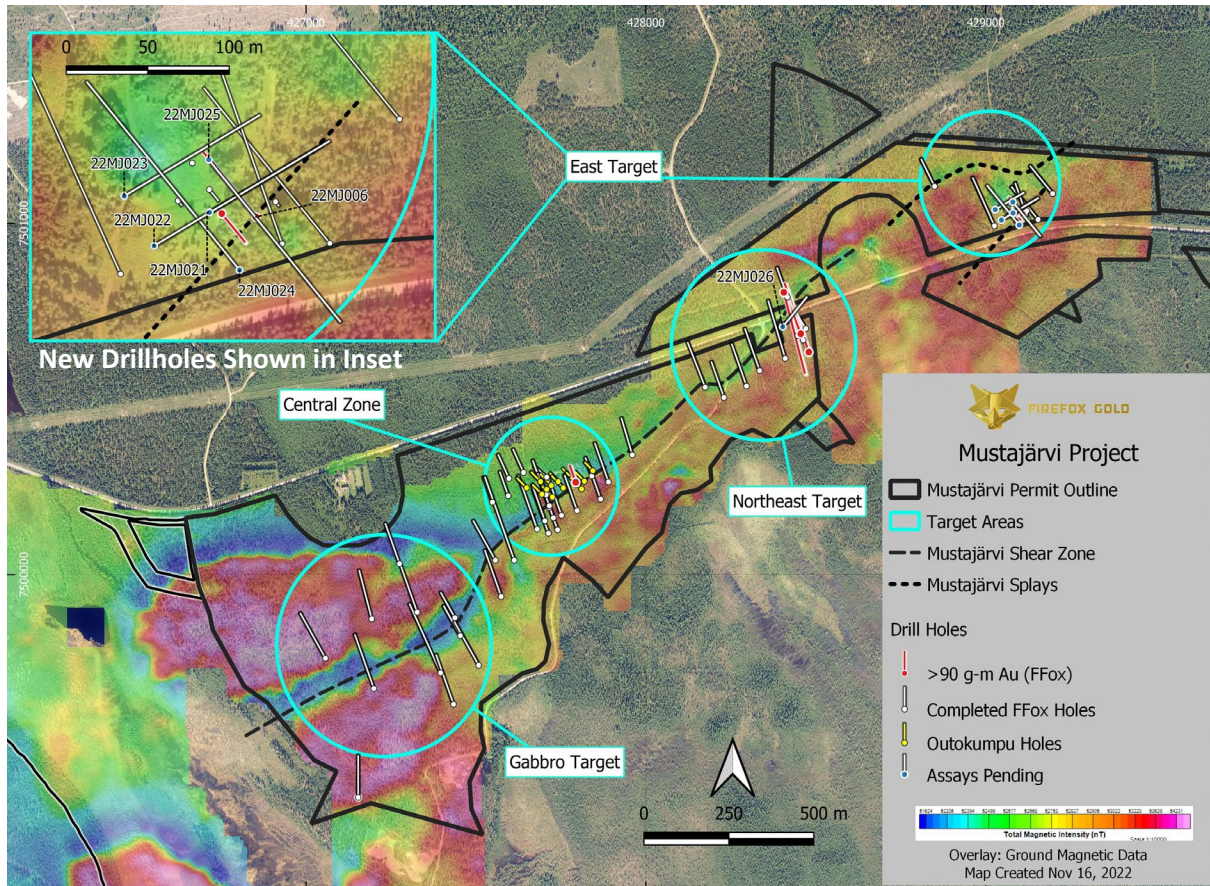 427000
428000
429000
7501000
7500000
0 50 100 m
22MJ025
22MJ023
22MJ022
22MJ006
22MJ021
22MJ024
New Drillholes Shown in Inset
East Target
22MJ026
Central Zone
Northeast Target
Gabbro Target
0 250 500 m
FIREFOX GOLD
Mustajärvi Project
Mustajärvi Permit Outline
Target Areas
Mustajärvi Shear Zone
Mustajärvi Splays
Drill Holes
>90 g-m Au (FFox)
Completed FFox Holes
Outokumpu Holes
Assays Pending
Total Magnetic Intensity (nT)
Scale 1:10000
Overlay: Ground Magnetic Data
Map Created Nov 16, 2022